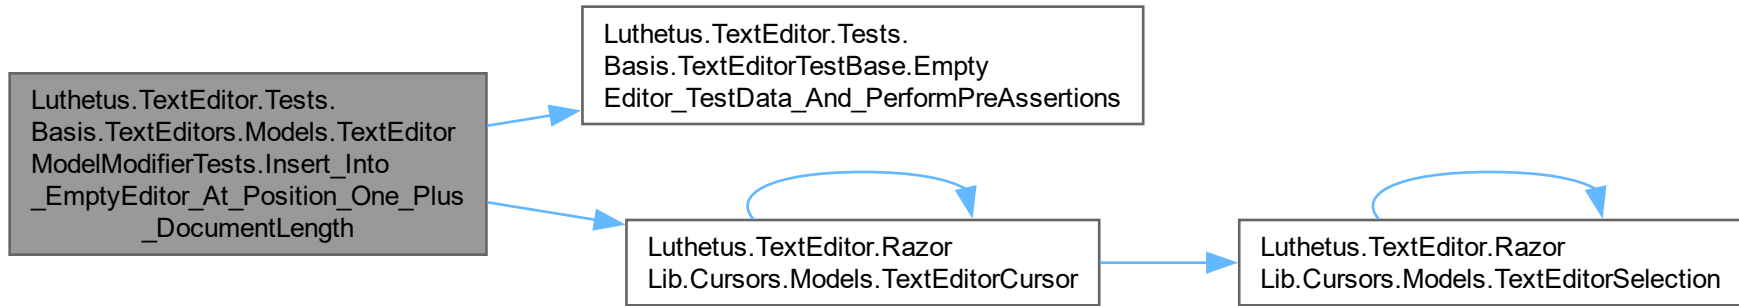 Luthetus.TextEditor.Tests.
Basis.TextEditors.Models.TextEditor
ModelModifierTests.Insert_Into
_EmptyEditor_At_Position_One_Plus
_DocumentLength
Luthetus.TextEditor.Tests.
Basis.TextEditorTestBase.Empty
Editor_TestData_And_PerformPreAssertions
Luthetus.TextEditor.Razor
Lib.Cursors.Models.TextEditorCursor
Luthetus.TextEditor.Razor
Lib.Cursors.Models.TextEditorSelection